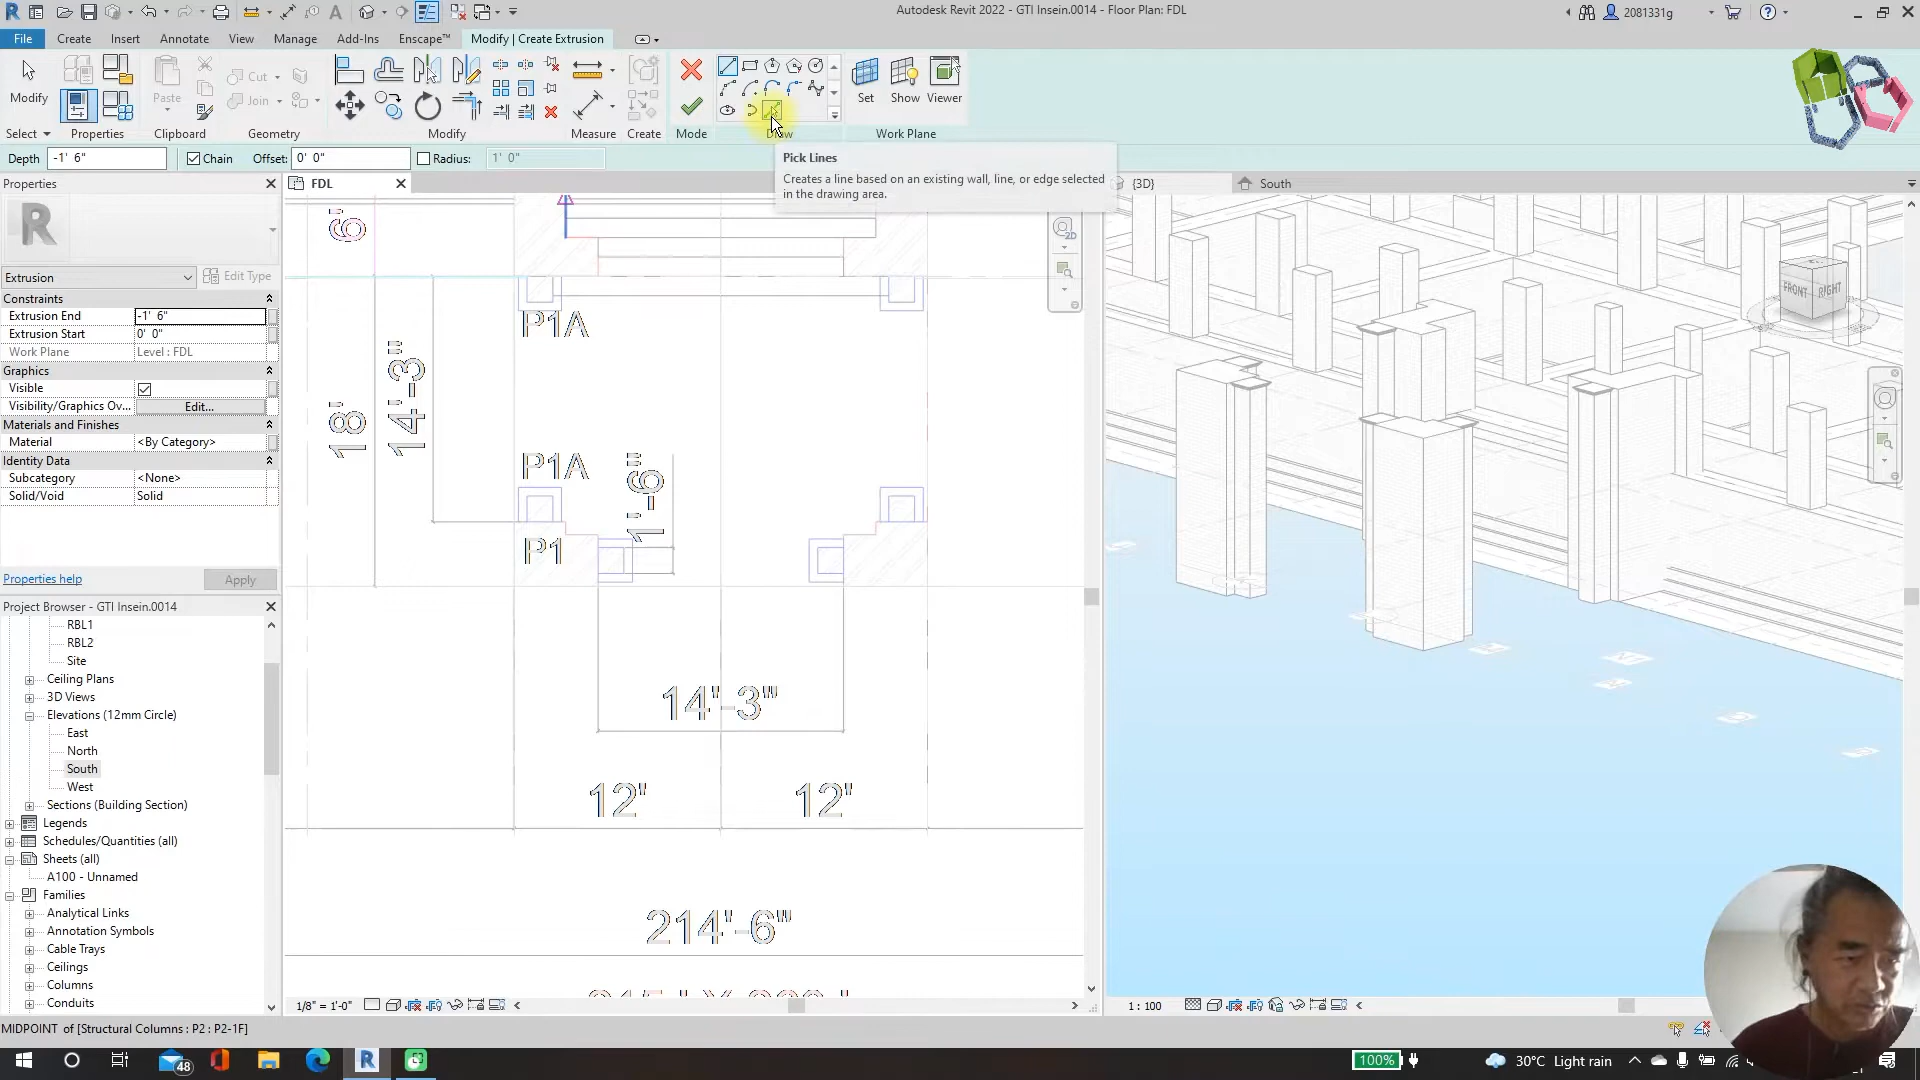 Autodesk Revit 2022 - GTI Insein.0014 - Floor Plan: FDL
2081331g
File
Create
Insert
Annotate
View
Manage
Add-Ins
Enscape™
Modify | Create Extrusion
Modify
Paste
Cut
Join
Set
Show
Viewer
Select
Properties
Clipboard
Geometry
Modify
Measure
Create
Mode
Draw
Work Plane
Depth
-1' 6"
Chain
Offset:
0' 0"
Radius:
1' 0"
Pick Lines
Creates a line based on an existing wall, line, or edge selected
in the drawing area.
Properties
FDL
{3D}
South
Extrusion
Edit Type
Constraints
Extrusion End
-1' 6"
Extrusion Start
0' 0"
Work Plane
Level : FDL
Graphics
Visible
Visibility/Graphics Ov...
Edit...
Materials and Finishes
Material
<By Category>
Identity Data
Subcategory
<None>
Solid/Void
Solid
Properties help
Apply
Project Browser - GTI Insein.0014
RBL1
RBL2
Site
Ceiling Plans
3D Views
Elevations (12mm Circle)
East
North
South
West
Sections (Building Section)
Legends
Schedules/Quantities (all)
Sheets (all)
A100 - Unnamed
Families
Analytical Links
Annotation Symbols
Cable Trays
Ceilings
Columns
Conduits
6'
18'
14'-3"
P1A
P1A
P1
1'-6"
14'-3"
12'
12'
214'-6"
2D
FRONT
RIGHT
1/8" = 1'-0"
1 : 100
MIDPOINT of [Structural Columns : P2 : P2-1F]
48
100%
30°C Light rain